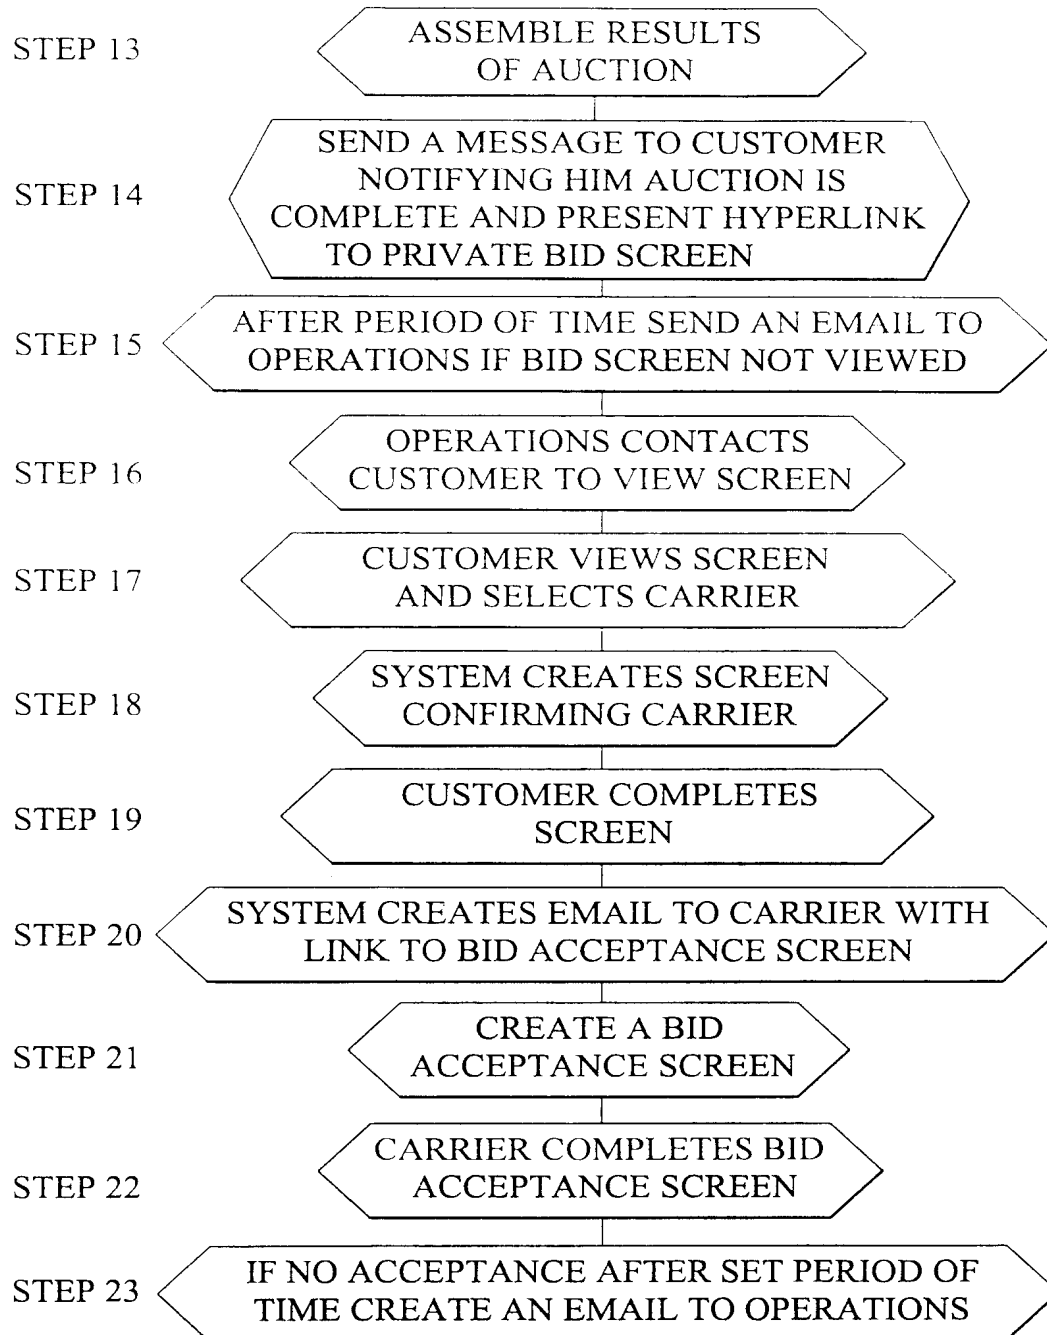 STEP 13
ASSEMBLE RESULTS
OF AUCTION
STEP 14
SEND A MESSAGE TO CUSTOMER
NOTIFYING HIM AUCTION IS
COMPLETE AND PRESENT HYPERLINK
TO PRIVATE BID SCREEN
STEP 15
AFTER PERIOD OF TIME SEND AN EMAIL TO
OPERATIONS IF BID SCREEN NOT VIEWED
STEP 16
OPERATIONS CONTACTS
CUSTOMER TO VIEW SCREEN
STEP 17
CUSTOMER VIEWS SCREEN
AND SELECTS CARRIER
STEP 18
SYSTEM CREATES SCREEN
CONFIRMING CARRIER
STEP 19
CUSTOMER COMPLETES
SCREEN
STEP 20
SYSTEM CREATES EMAIL TO CARRIER WITH
LINK TO BID ACCEPTANCE SCREEN
STEP 21
CREATE A BID
ACCEPTANCE SCREEN
STEP 22
CARRIER COMPLETES BID
ACCEPTANCE SCREEN
STEP 23
IF NO ACCEPTANCE AFTER SET PERIOD OF
TIME CREATE AN EMAIL TO OPERATIONS